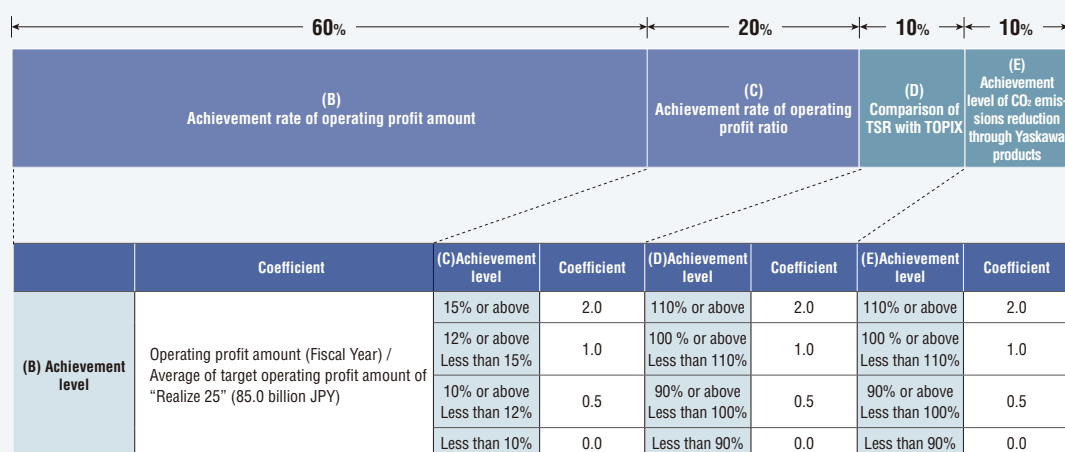 60%
20%
10%
10%
(B)
Achievement rate of operating profit amount
(C)
Achievement rate of operating
profit ratio
(D)
Comparison of
TSR with TOPIX
(E)
Achievement
level of CO₂ emis-
sions reduction
through Yaskawa
products
Coefficient
(C)Achievement
level
Coefficient
(D)Achievement
level
Coefficient
(E)Achievement
level
Coefficient
(B) Achievement
level
Operating profit amount (Fiscal Year) /
Average of target operating profit amount of
“Realize 25” (85.0 billion JPY)
15% or above
2.0
110% or above
2.0
110% or above
2.0
12% or above
Less than 15%
1.0
100 % or above
Less than 110%
1.0
100 % or above
Less than 110%
1.0
10% or above
Less than 12%
0.5
90% or above
Less than 100%
0.5
90% or above
Less than 100%
0.5
Less than 10%
0.0
Less than 90%
0.0
Less than 90%
0.0